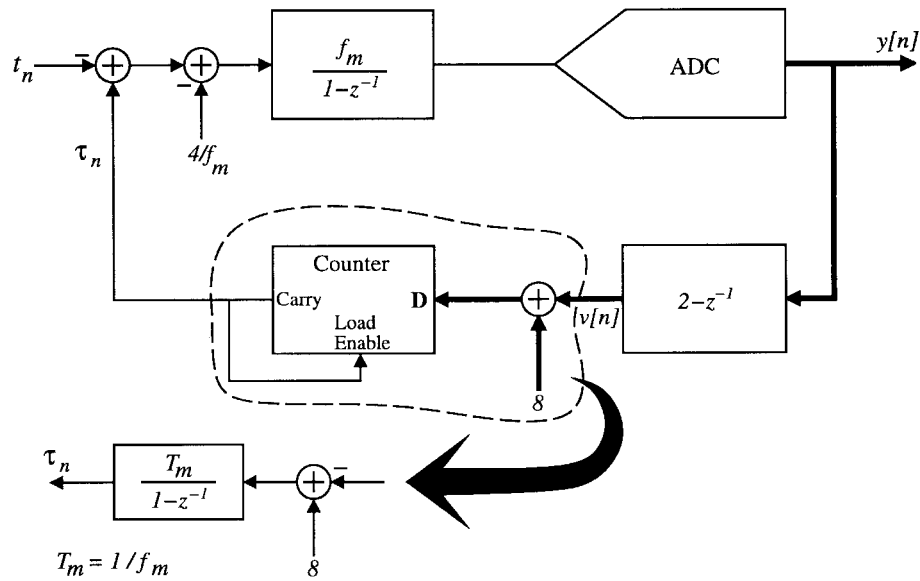 t_n
−
+
−
+
4/f_m
f_m
1−z^{-1}
ADC
y[n]
τ_n
Counter
Carry
D
Load
Enable
+
v[n]
2−z^{-1}
8
τ_n
T_m
1−z^{-1}
+
−
8
T_m = 1/f_m